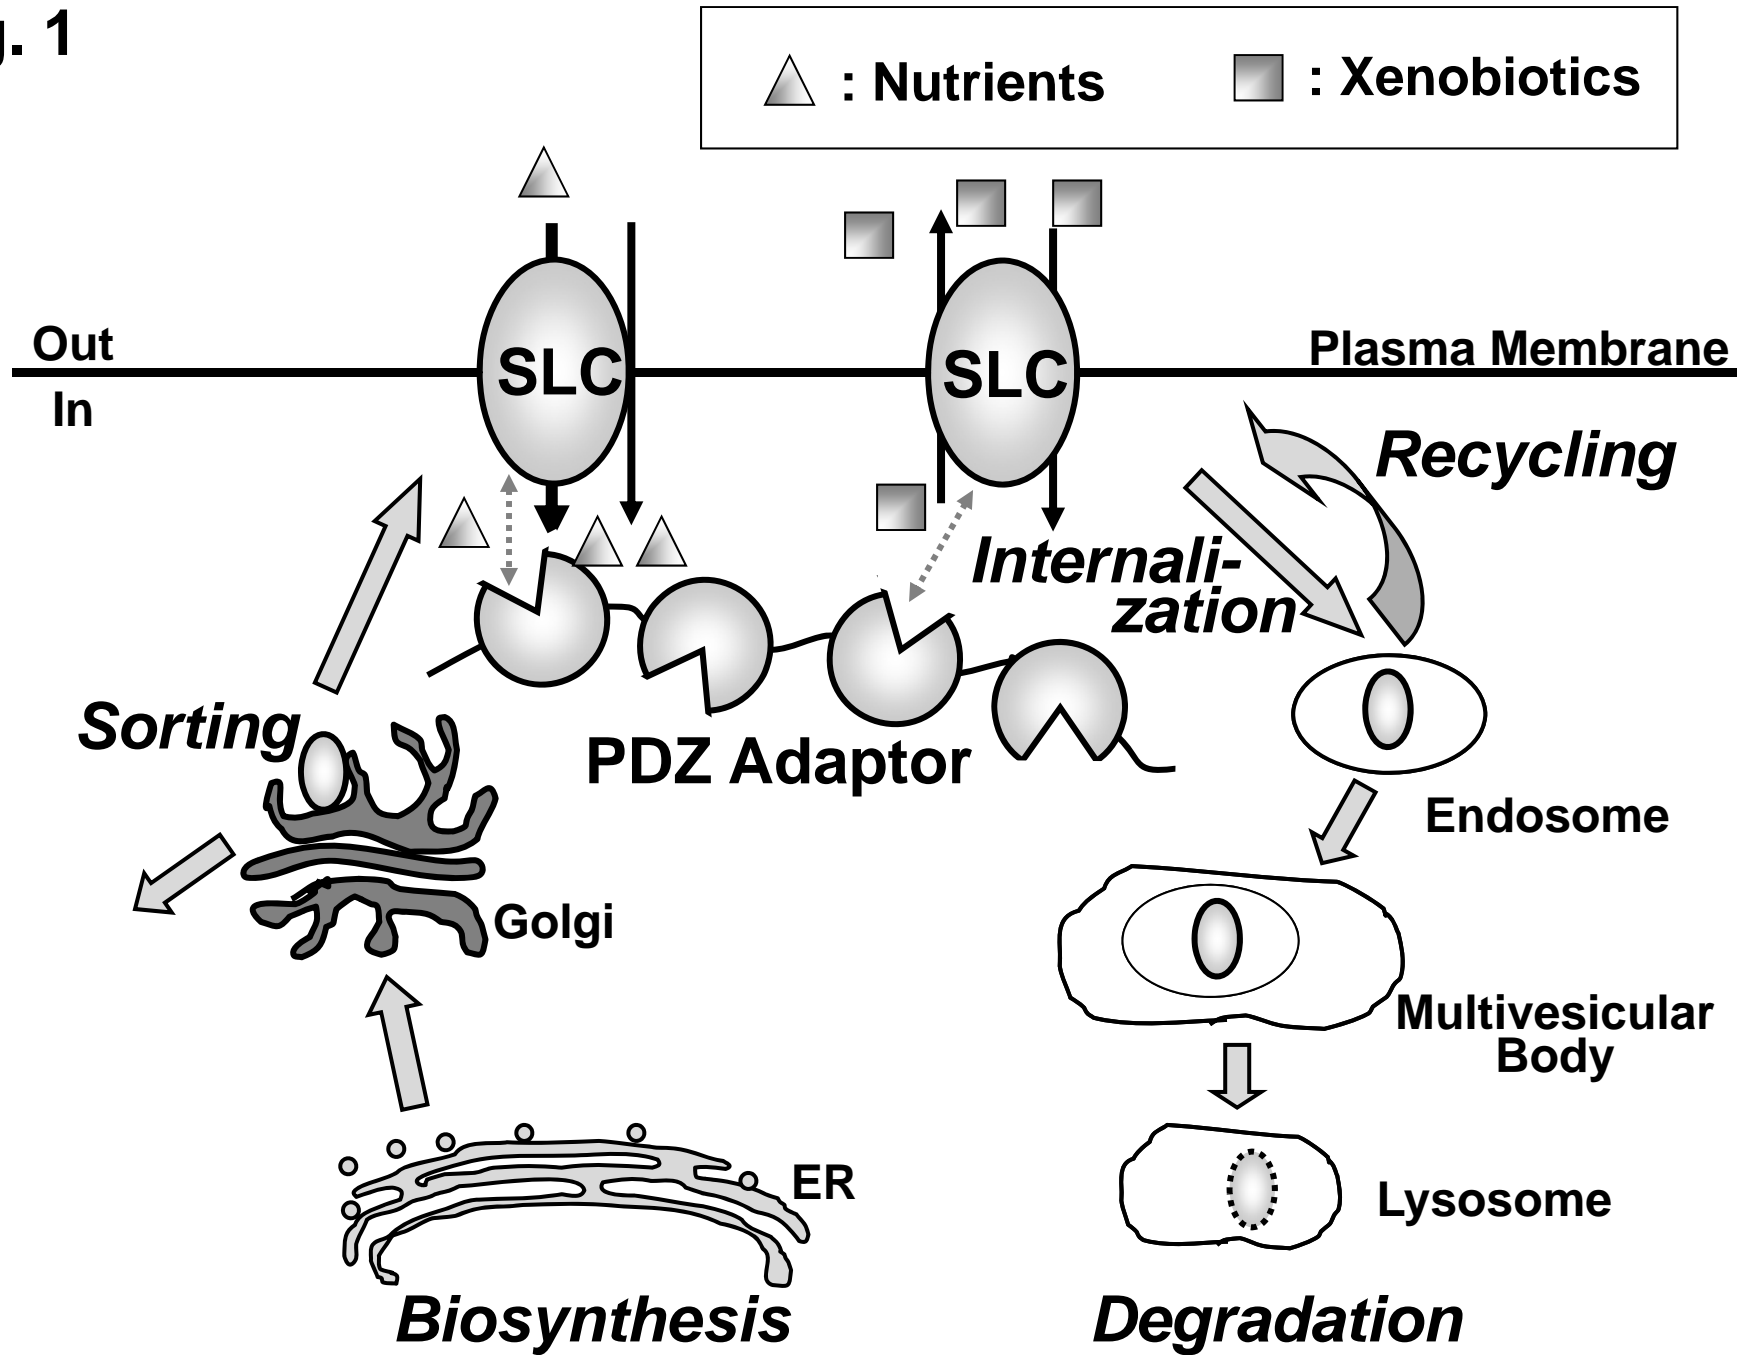 g. 1
: Nutrients
: Xenobiotics
Out
SLC
SLC
Plasma Membrane
In
Recycling
Internali-
zation
Sorting
PDZ Adaptor
Endosome
Golgi
Multivesicular
Body
ER
Lysosome
Biosynthesis
Degradation